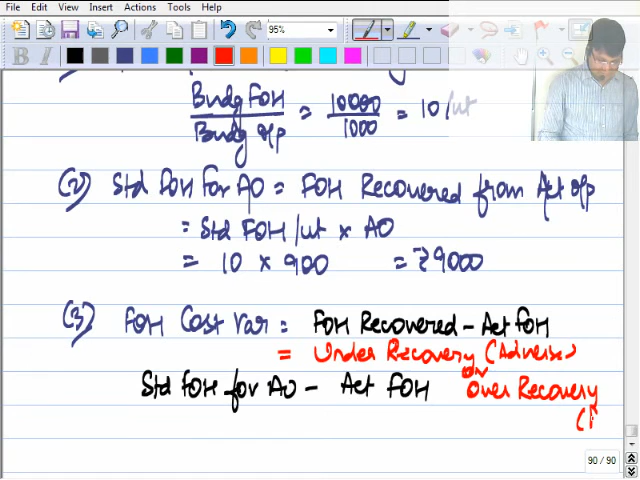 File Edit View Insert Actions Tools Help
95%
B I
Budg FOH / Budg o/p = 10000 / 1000 = 10/ut
(2) Std FOH for AO = FOH Recovered from Act o/p
= Std FOH/ut × AO
= 10 × 900 = ₹9000
(3) FOH Cost Var = FOH Recovered - Act FOH
= Under Recovery (Adverse)
or
Std FOH for AO - Act FOH Over Recovery
(
90 / 90